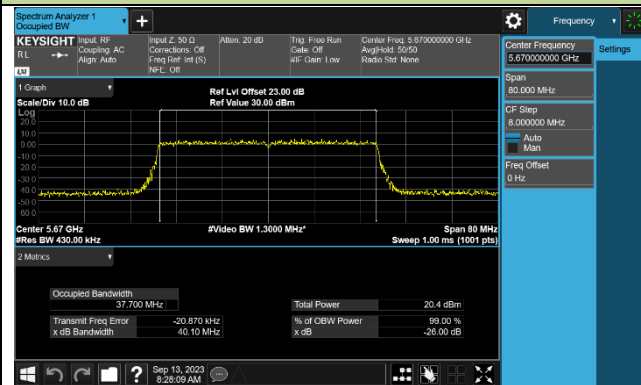 Spectrum Analyzer 1
Occupied BW
+
Frequency
KEYSIGHT
RL
LXI
Input: RF
Coupling: AC
Align: Auto
Input Z: 50 Ω
Corrections: Off
Freq Ref: Int (S)
NFE: Off
Atten: 20 dB
Trig: Free Run
Gate: Off
#IF Gain: Low
Center Freq: 5.670000000 GHz
Avg|Hold: 50/50
Radio Std: None
Center Frequency
5.670000000 GHz
Settings
Span
80.000 MHz
CF Step
8.000000 MHz
Auto
Man
Freq Offset
0 Hz
1 Graph
Scale/Div 10.0 dB
Ref Lvl Offset 23.00 dB
Ref Value 30.00 dBm
Log
20.0
10.0
0.00
-10.0
-20.0
-30.0
-40.0
-50.0
-60.0
Center 5.67 GHz
#Res BW 430.00 kHz
#Video BW 1.3000 MHz*
Span 80 MHz
Sweep 1.00 ms (1001 pts)
2 Metrics
Occupied Bandwidth
37.700 MHz
Total Power 20.4 dBm
Transmit Freq Error -20.870 kHz
% of OBW Power 99.00 %
x dB Bandwidth 40.10 MHz
x dB -26.00 dB
?
Sep 13, 2023
8:28:09 AM